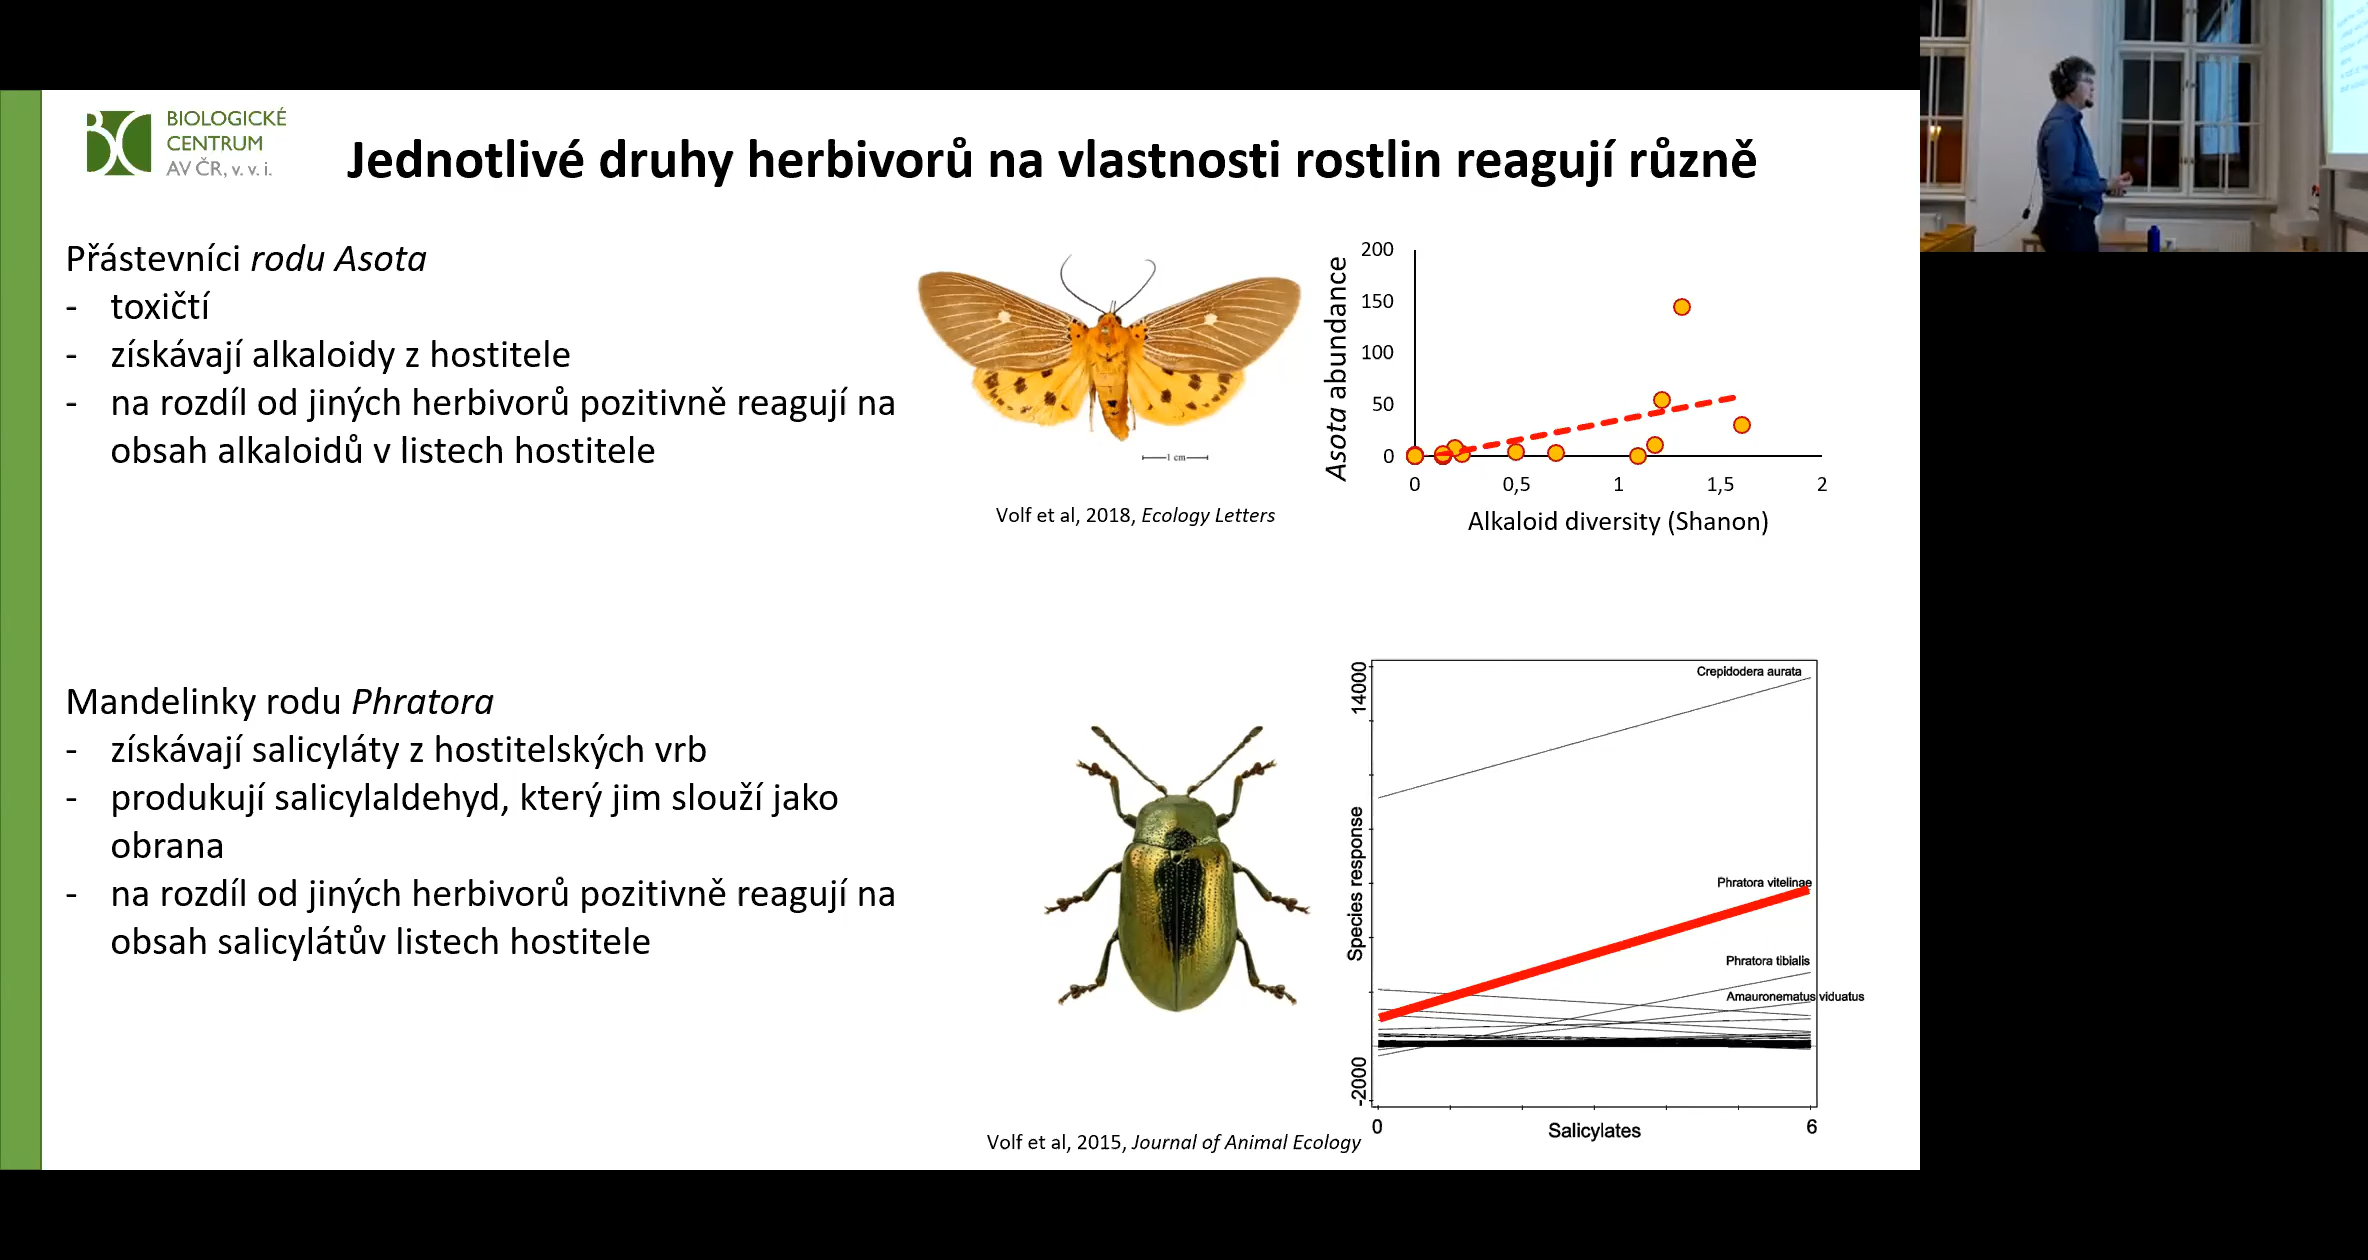 BIOLOGICKÉ
CENTRUM
AV ČR, v. v. i.
Jednotlivé druhy herbivorů na vlastnosti rostlin reagují různě
Přástevníci rodu Asota
- toxičtí
- získávají alkaloidy z hostitele
- na rozdíl od jiných herbivorů pozitivně reagují na
obsah alkaloidů v listech hostitele
1 cm
Volf et al, 2018, Ecology Letters
Asota abundance
200
150
100
50
0
0 0,5 1 1,5 2
Alkaloid diversity (Shanon)
Mandelinky rodu Phratora
- získávají salicyláty z hostitelských vrb
- produkují salicylaldehyd, který jim slouží jako
obrana
- na rozdíl od jiných herbivorů pozitivně reagují na
obsah salicylátův listech hostitele
Volf et al, 2015, Journal of Animal Ecology
Species response
14000
-2000
Crepidodera aurata
Phratora vitelinae
Phratora tibialis
Amauronematus viduatus
0 6
Salicylates